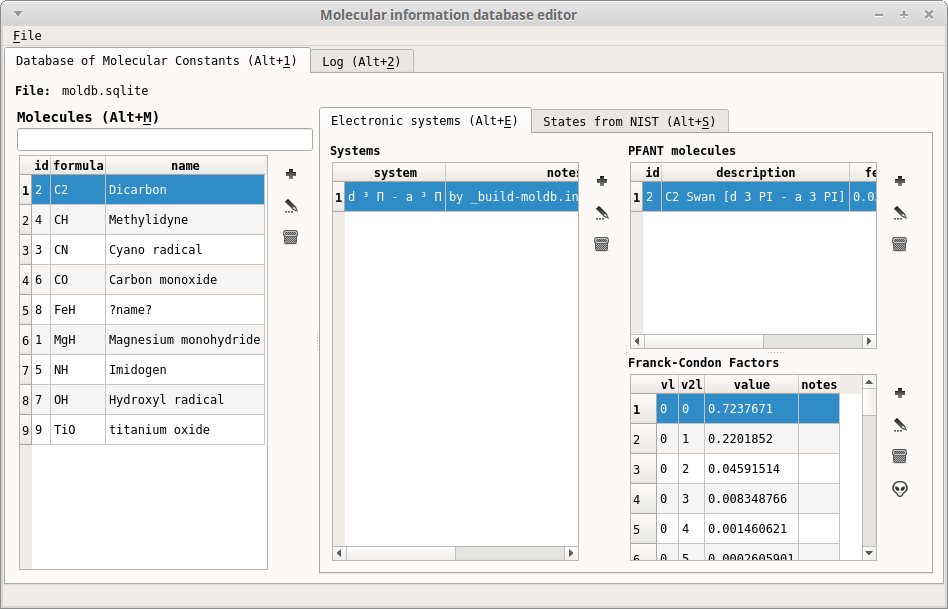 Molecular information database editor
File
Database of Molecular Constants (Alt+1) Log (Alt+2)
File: moldb.sqlite
Molecules (Alt+M)
id formula name
1 2 C2 Dicarbon
2 4 CH Methylidyne
3 3 CN Cyano radical
4 6 CO Carbon monoxide
5 8 FeH ?name?
6 1 MgH Magnesium monohydride
7 5 NH Imidogen
8 7 OH Hydroxyl radical
9 9 TiO titanium oxide
Electronic systems (Alt+E) States from NIST (Alt+S)
Systems
system notes
1 d ³ Π - a ³ Π by _build-moldb.in
PFANT molecules
id description fe
1 2 C2 Swan [d 3 PI - a 3 PI] 0.0
Franck-Condon Factors
vl v2l value notes
1 0 0 0.7237671
2 0 1 0.2201852
3 0 2 0.04591514
4 0 3 0.008348766
5 0 4 0.001460621
6 0 5 0.0002605901